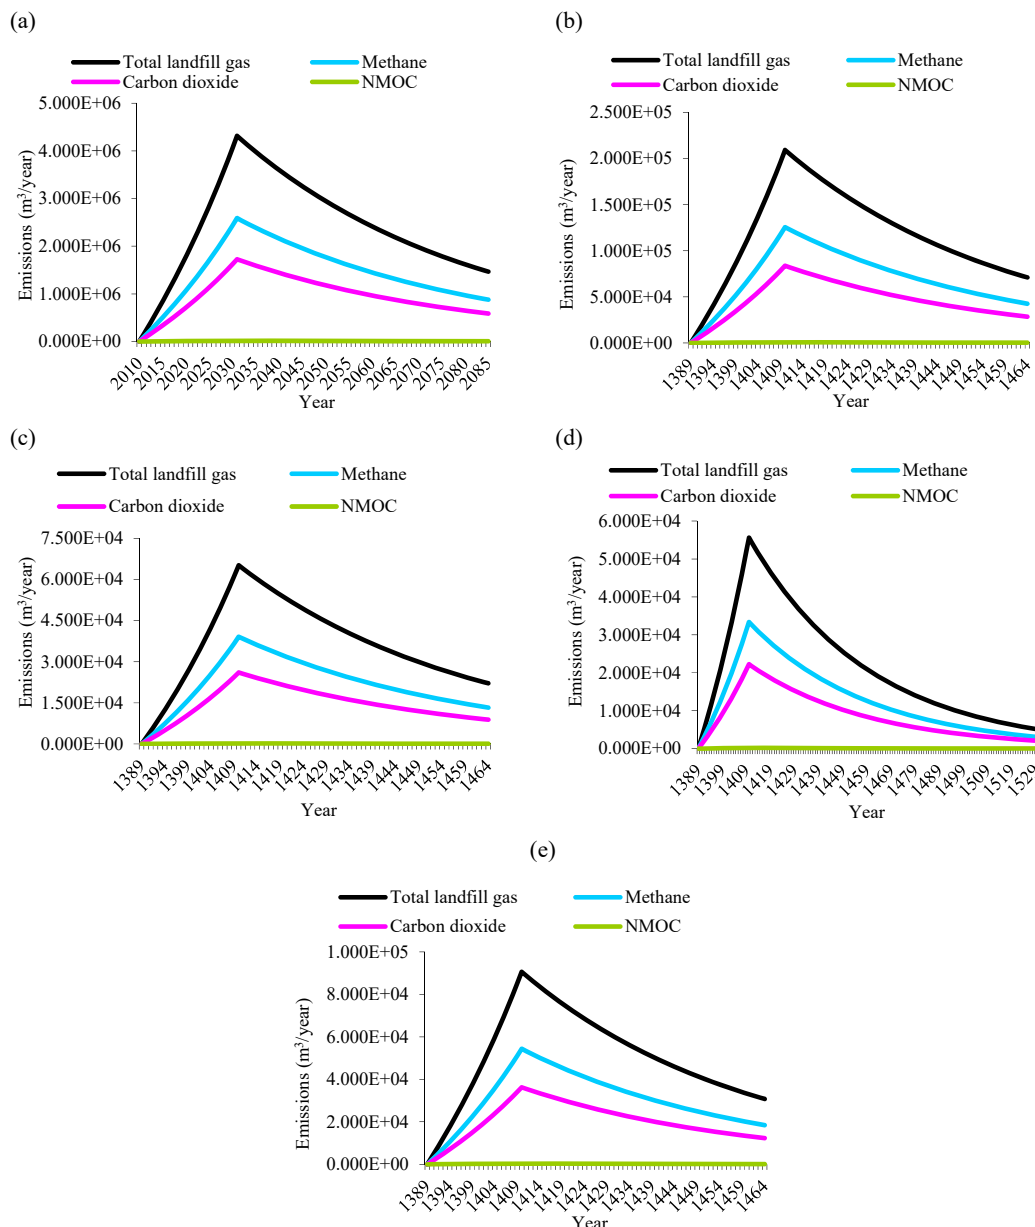 (a)
Total landfill gas Methane
Carbon dioxide NMOC
5.000E+06
4.000E+06
3.000E+06
2.000E+06
1.000E+06
0.000E+00
Emissions (m³/year)
2010 2015 2020 2025 2030 2035 2040 2045 2050 2055 2060 2065 2070 2075 2080 2085
Year
(b)
Total landfill gas Methane
Carbon dioxide NMOC
2.500E+05
2.000E+05
1.500E+05
1.000E+05
5.000E+04
0.000E+00
Emissions (m³/year)
1389 1394 1399 1404 1409 1414 1419 1424 1429 1434 1439 1444 1449 1454 1459 1464
Year
(c)
Total landfill gas Methane
Carbon dioxide NMOC
7.500E+04
6.000E+04
4.500E+04
3.000E+04
1.500E+04
0.000E+00
Emissions (m³/year)
1389 1394 1399 1404 1409 1414 1419 1424 1429 1434 1439 1444 1449 1454 1459 1464
Year
(d)
Total landfill gas Methane
Carbon dioxide NMOC
6.000E+04
5.000E+04
4.000E+04
3.000E+04
2.000E+04
1.000E+04
0.000E+00
Emissions (m³/year)
1389 1399 1409 1419 1429 1439 1449 1459 1469 1479 1489 1499 1509 1519 1529
Year
(e)
Total landfill gas Methane
Carbon dioxide NMOC
1.000E+05
8.000E+04
6.000E+04
4.000E+04
2.000E+04
0.000E+00
Emissions (m³/year)
1389 1394 1399 1404 1409 1414 1419 1424 1429 1434 1439 1444 1449 1454 1459 1464
Year